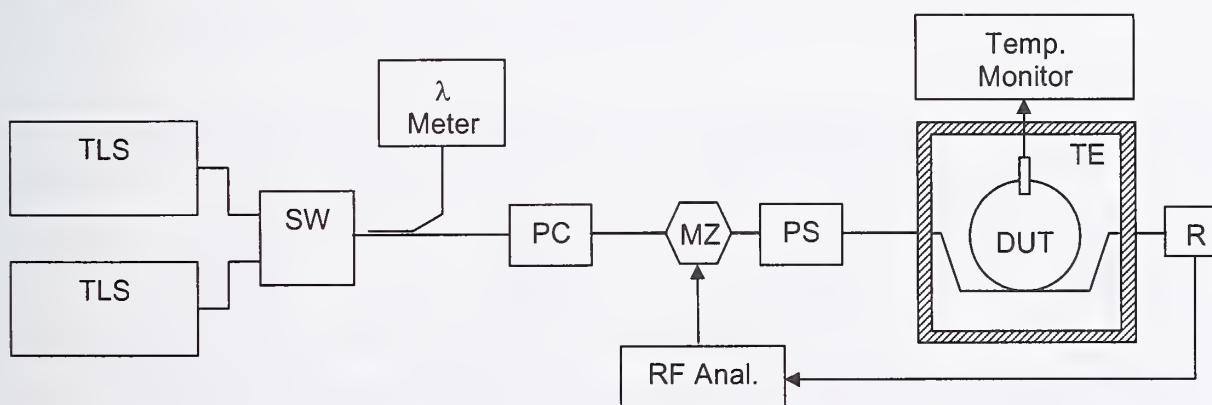 Temp.
Monitor
λ
Meter
TLS
TE
SW
PC
MZ
PS
DUT
R
TLS
RF Anal.